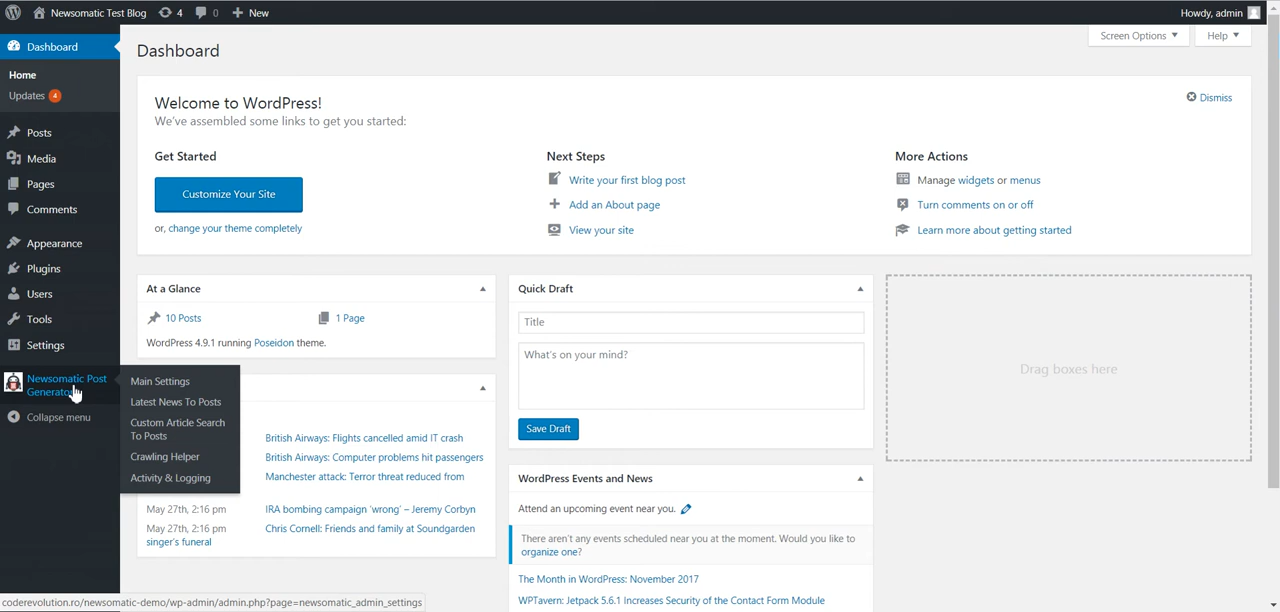 Newsomatic Test Blog 4 0 New
Howdy, admin
Dashboard
Home
Updates 4
Posts
Media
Pages
Comments
Appearance
Plugins
Users
Tools
Settings
Newsomatic Post
Generator
Collapse menu
Main Settings
Latest News To Posts
Custom Article Search
To Posts
Crawling Helper
Activity & Logging
Dashboard
Screen Options
Help
Welcome to WordPress!
We've assembled some links to get you started:
Dismiss
Get Started
Customize Your Site
or, change your theme completely
Next Steps
Write your first blog post
Add an About page
View your site
More Actions
Manage widgets or menus
Turn comments on or off
Learn more about getting started
At a Glance
10 Posts
1 Page
WordPress 4.9.1 running Poseidon theme.
British Airways: Flights cancelled amid IT crash
British Airways: Computer problems hit passengers
Manchester attack: Terror threat reduced from
May 27th, 2:16 pm IRA bombing campaign 'wrong' – Jeremy Corbyn
May 27th, 2:16 pm Chris Cornell: Friends and family at Soundgarden
singer's funeral
Quick Draft
Title
What's on your mind?
Save Draft
WordPress Events and News
Attend an upcoming event near you.
There aren't any events scheduled near you at the moment. Would you like to
organize one?
The Month in WordPress: November 2017
WPTavern: Jetpack 5.6.1 Increases Security of the Contact Form Module
Drag boxes here
coderevolution.ro/newsomatic-demo/wp-admin/admin.php?page=newsomatic_admin_settings